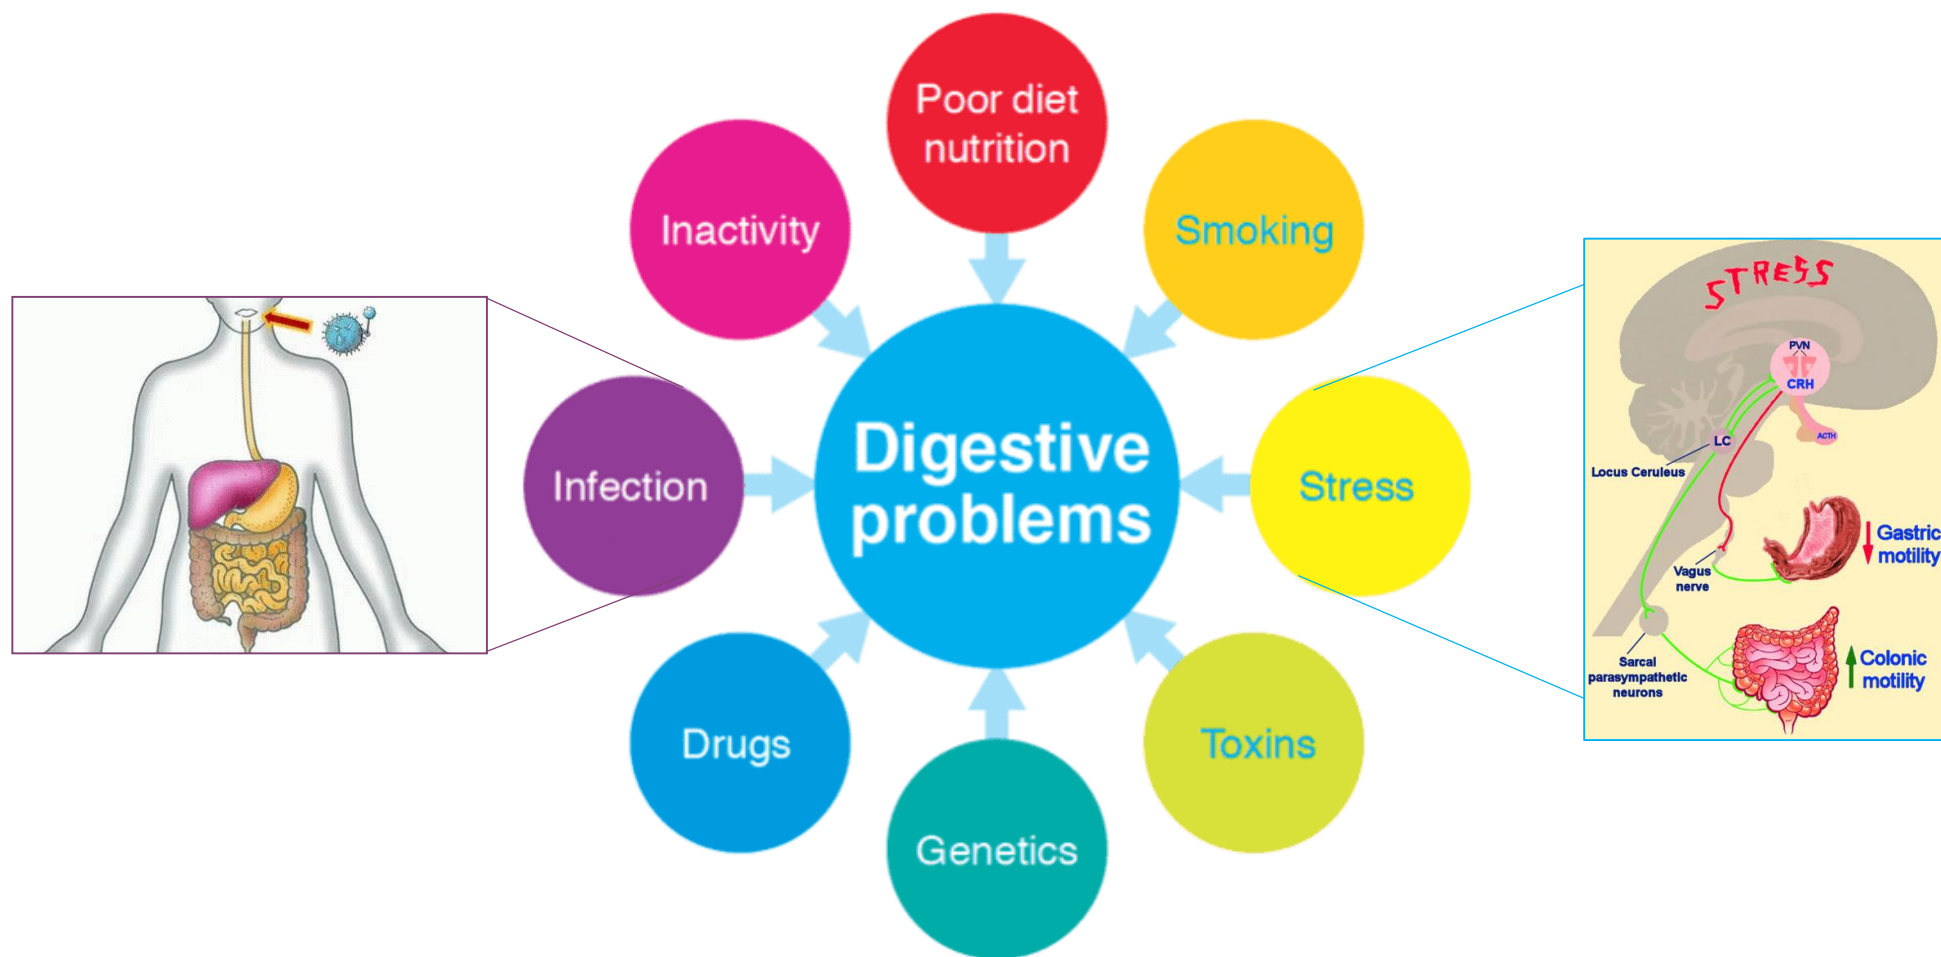 Poor diet
nutrition
Inactivity
Smoking
Infection
Digestive
problems
Stress
Drugs
Toxins
Genetics
STRESS
PVN
CRH
ACTH
LC
Locus Ceruleus
Vagus
nerve
Gastric
motility
Sarcal
parasympathetic
neurons
Colonic
motility